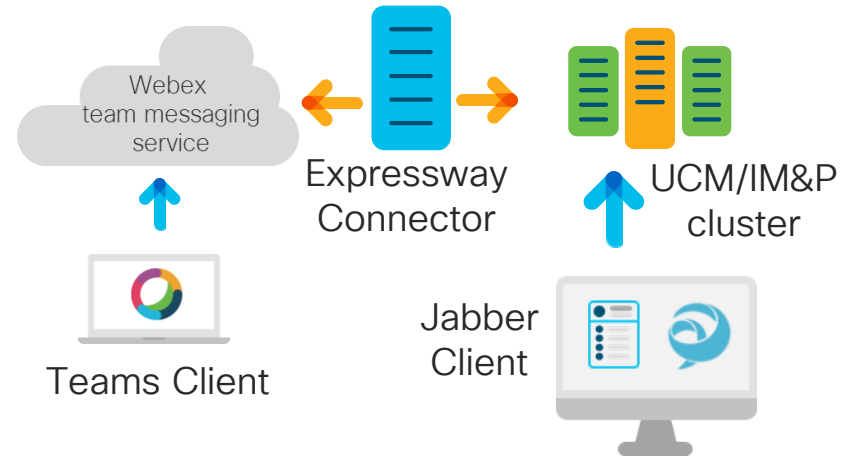 Webex
team messaging
service
Expressway
Connector
UCM/IM&P
cluster
Jabber
Client
Teams Client